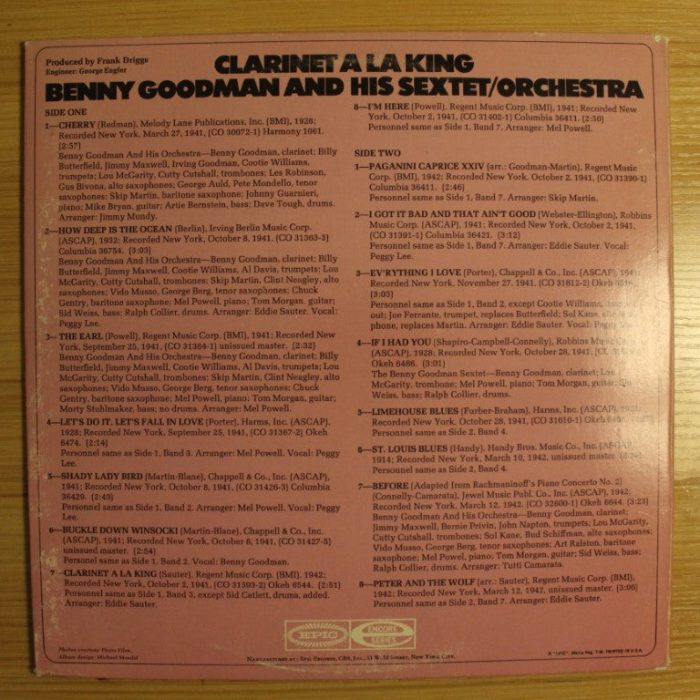 Produced by Frank Driggs
Engineer: George Engfer
CLARINET A LA KING
BENNY GOODMAN AND HIS SEXTET/ORCHESTRA
SIDE ONE
1—CHERRY (Redman), Melody Lane Publications, Inc. (BMI), 1928;
Recorded New York, March 27, 1941, (CO 30072-1) Harmony 1061.
[2:57]
Benny Goodman And His Orchestra—Benny Goodman, clarinet; Billy
Butterfield, Jimmy Maxwell, Irving Goodman, Cootie Williams,
trumpets; Lou McGarity, Cutty Cutshall, trombones; Les Robinson,
Gus Bivona, alto saxophones; George Auld, Pete Mondello, tenor
saxophones; Skip Martin, baritone saxophone; Johnny Guarnieri,
piano; Mike Bryan, guitar; Artie Bernstein, bass; Dave Tough, drums.
Arranger: Jimmy Mundy.
2—HOW DEEP IS THE OCEAN (Berlin), Irving Berlin Music Corp.
(ASCAP), 1932; Recorded New York, October 8, 1941, (CO 31363-3)
Columbia 36754. [3:03]
Benny Goodman And His Orchestra—Benny Goodman, clarinet; Billy
Butterfield, Jimmy Maxwell, Cootie Williams, Al Davis, trumpets; Lou
McGarity, Cutty Cutshall, trombones; Skip Martin, Clint Neagley, alto
saxophones; Vido Musso, George Berg, tenor saxophones; Chuck
Gentry, baritone saxophone; Mel Powell, piano; Tom Morgan, guitar;
Sid Weiss, bass; Ralph Collier, drums. Arranger: Eddie Sauter. Vocal:
Peggy Lee.
3—THE EARL (Powell), Regent Music Corp. (BMI), 1941; Recorded New
York, September 25, 1941, (CO 31364-1) unissued master. [2:32]
Benny Goodman And His Orchestra—Benny Goodman, clarinet; Billy
Butterfield, Jimmy Maxwell, Cootie Williams, Al Davis, trumpets; Lou
McGarity, Cutty Cutshall, trombones; Skip Martin, Clint Neagley, alto
saxophones; Vido Musso, George Berg, tenor saxophones; Chuck
Gentry, baritone saxophone; Mel Powell, piano; Tom Morgan, guitar;
Morty Stuhlmaker, bass; no drums. Arranger: Mel Powell.
4—LET'S DO IT, LET'S FALL IN LOVE (Porter), Harms, Inc. (ASCAP),
1928; Recorded New York, September 25, 1941, (CO 31367-2) Okeh
6474. [2:14]
Personnel same as Side 1, Band 3. Arranger: Mel Powell. Vocal: Peggy
Lee.
5—SHADY LADY BIRD (Martin-Blane), Chappell & Co., Inc. (ASCAP),
1941; Recorded New York, October 8, 1941, (CO 31426-3) Columbia
36429. [2:49]
Personnel same as Side 1, Band 2. Arranger: Mel Powell. Vocal: Peggy
Lee.
6—BUCKLE DOWN WINSOCKI (Martin-Blane), Chappell & Co., Inc.
(ASCAP), 1941; Recorded New York, October 8, 1941, (CO 31427-3)
unissued master. [2:54]
Personnel same as Side 1, Band 2. Vocal: Benny Goodman.
7—CLARINET A LA KING (Sauter), Regent Music Corp. (BMI), 1942;
Recorded New York, October 2, 1941, (CO 31393-2) Okeh 6544. [2:51]
Personnel same as Side 1, Band 3, except Sid Catlett, drums, added.
Arranger: Eddie Sauter.
8—I'M HERE (Powell), Regent Music Corp. (BMI), 1941; Recorded New
York, October 2, 1941, (CO 31402-1) Columbia 36411. [2:50]
Personnel same as Side 1, Band 7. Arranger: Mel Powell.
SIDE TWO
1—PAGANINI CAPRICE XXIV (arr.: Goodman-Martin), Regent Music
Corp. (BMI), 1942; Recorded New York, October 2, 1941, (CO 31390-1)
Columbia 36411. [2:46]
Personnel same as Side 1, Band 7. Arranger: Skip Martin.
2—I GOT IT BAD AND THAT AIN'T GOOD (Webster-Ellington), Robbins
Music Corp. (ASCAP), 1941; Recorded New York, October 2, 1941, (CO
31391-1) Columbia 36421. [3:12]
Personnel same as Side 1, Band 7. Arranger: Eddie Sauter. Vocal:
Peggy Lee.
3—EV'RYTHING I LOVE (Porter), Chappell & Co., Inc. (ASCAP), 1941;
Recorded New York, November 27, 1941, (CO 31812-2) Okeh
[3:03]
Personnel same as Side 1, Band 2, except Cootie Williams,
out; Joe Ferrante, trumpet, replaces Butterfield; Sol Kane, alto
phone, replaces Martin. Arranger: Eddie Sauter. Vocal: Peggy
4—IF I HAD YOU (Shapiro-Campbell-Connelly), Robbins Music
(ASCAP), 1928; Recorded New York, October 28, 1941, (CO
Okeh 6486. [3:01]
The Benny Goodman Sextet—Benny Goodman, clarinet; Lou
McGarity, trombone; Mel Powell, piano; Tom Morgan, guitar; Sid
Weiss, bass; Ralph Collier, drums.
5—LIMEHOUSE BLUES (Furber-Braham), Harms, Inc. (ASCAP),
Recorded New York, October 28, 1941, (CO 31610-1) Okeh
Personnel same as Side 2, Band 4.
6—ST. LOUIS BLUES (Handy), Handy Bros. Music Co., Inc. (ASCAP),
1914; Recorded New York, March 10, 1942, unissued master.
Personnel same as Side 2, Band 4.
7—BEFORE (Adapted from Rachmaninoff's Piano Concerto No. 2)
(Connelly-Camarata), Jewel Music Publ. Co., Inc. (ASCAP), 1942;
Recorded New York, March 12, 1942, (CO 32600-1) Okeh 6644. [3:23]
Benny Goodman And His Orchestra—Benny Goodman, clarinet;
Jimmy Maxwell, Bernie Privin, John Napton, trumpets; Lou McGarity,
Cutty Cutshall, trombones; Sol Kane, Bud Shiffman, alto saxophones;
Vido Musso, George Berg, tenor saxophones; Art Ralston, baritone
saxophone; Mel Powel, piano; Tom Morgan, guitar; Sid Weiss, bass;
Ralph Collier, drums. Arranger: Tutti Camarata.
8—PETER AND THE WOLF (arr.: Sauter), Regent Music Corp. (BMI),
1942; Recorded New York, March 12, 1942, unissued master. [3:06]
Personnel same as Side 2, Band 7. Arranger: Eddie Sauter.
Photos courtesy Photo Files.
Album design: Michael Mendel
EPIC
ENCORE
SERIES
Manufactured by Epic Records, CBS, Inc., 51 W. 52 Street, New York City.
® "EPIC", Marca Reg. T.M. PRINTED IN U.S.A.